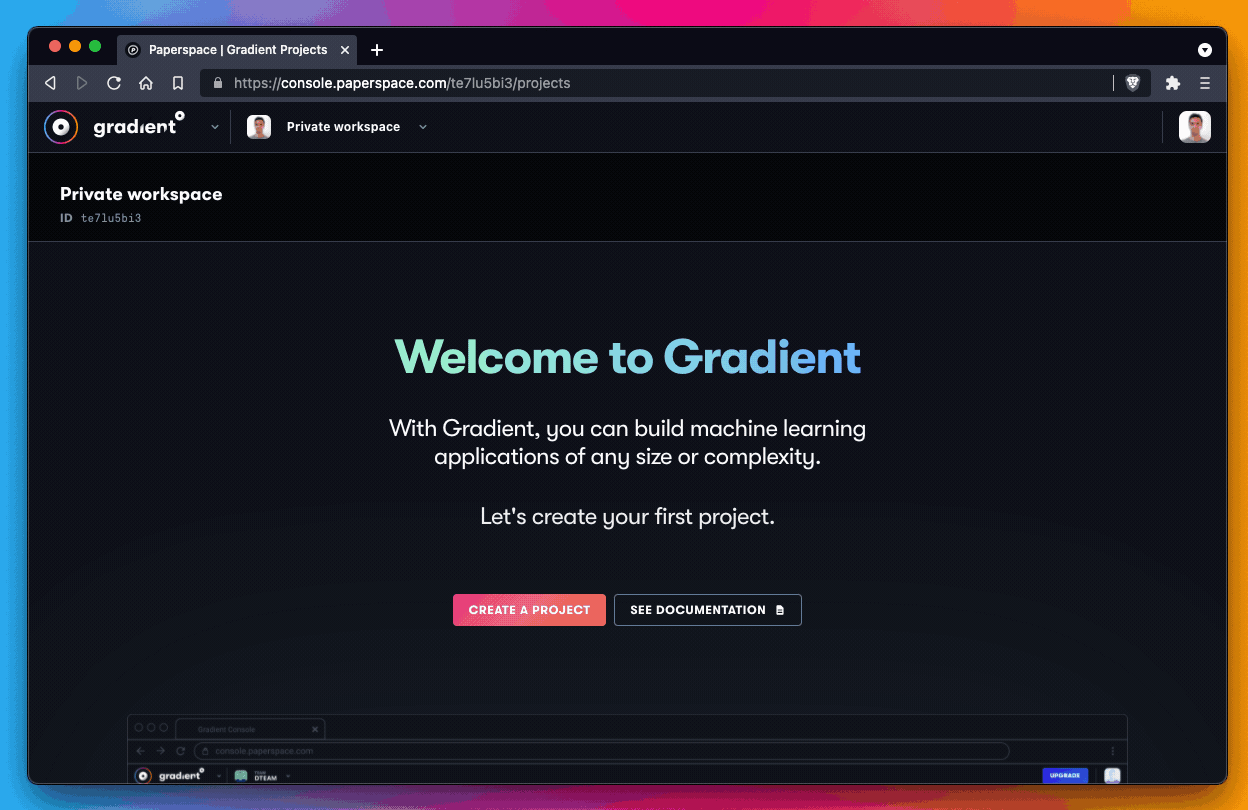 Paperspace | Gradient Projects
https://console.paperspace.com/te7lu5bi3/projects
gradient
Private workspace
Private workspace
ID te7lu5bi3
Welcome to Gradient
With Gradient, you can build machine learning
applications of any size or complexity.
Let's create your first project.
CREATE A PROJECT
SEE DOCUMENTATION
Gradient Console
console.paperspace.com
gradient
TEAM
DTEAM
UPGRADE